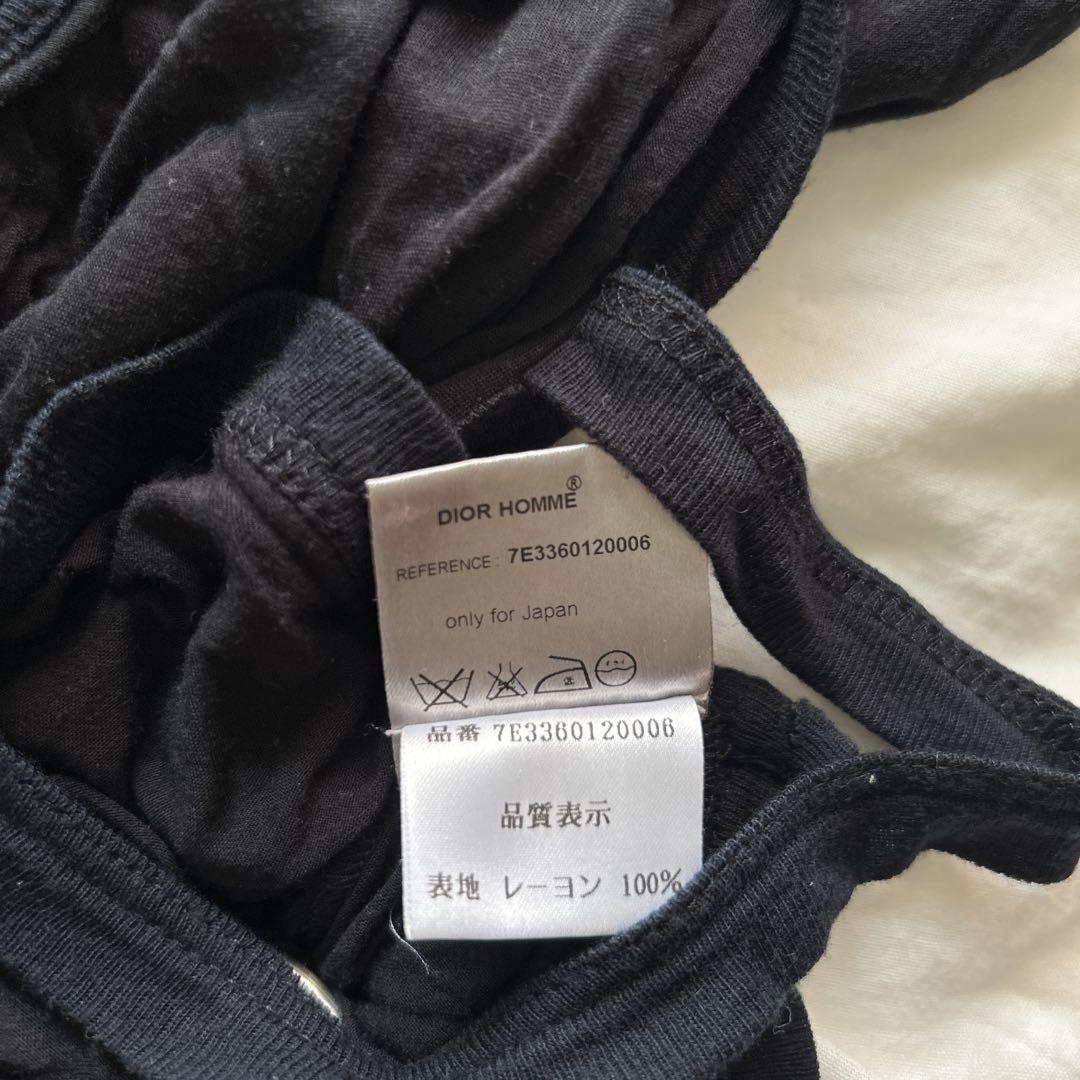 DIOR HOMME®
REFERENCE : 7E3360120006
only for Japan
品番 7E3360120006
品質表示
表地 レーヨン 100%